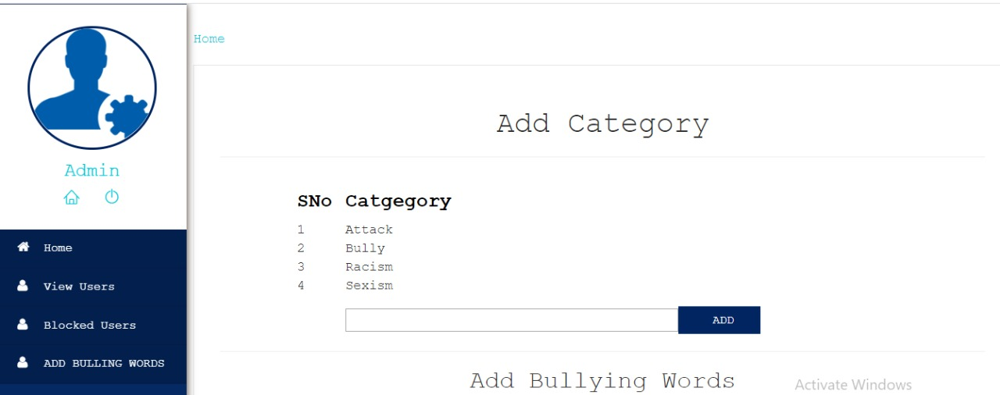 Home
Admin
Home
View Users
Blocked Users
ADD BULLING WORDS
Add Category
SNo Catgegory
1 Attack
2 Bully
3 Racism
4 Sexism
ADD
Add Bullying Words
Activate Windows